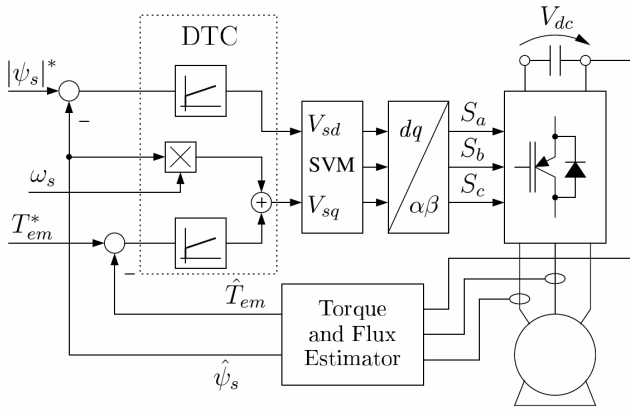 DTC
V_dc
|ψ_s|*
–
V_sd
SVM
V_sq
dq
αβ
S_a
S_b
S_c
ω_s
×
+
T*_em
–
T̂_em
Torque
and Flux
Estimator
ψ̂_s